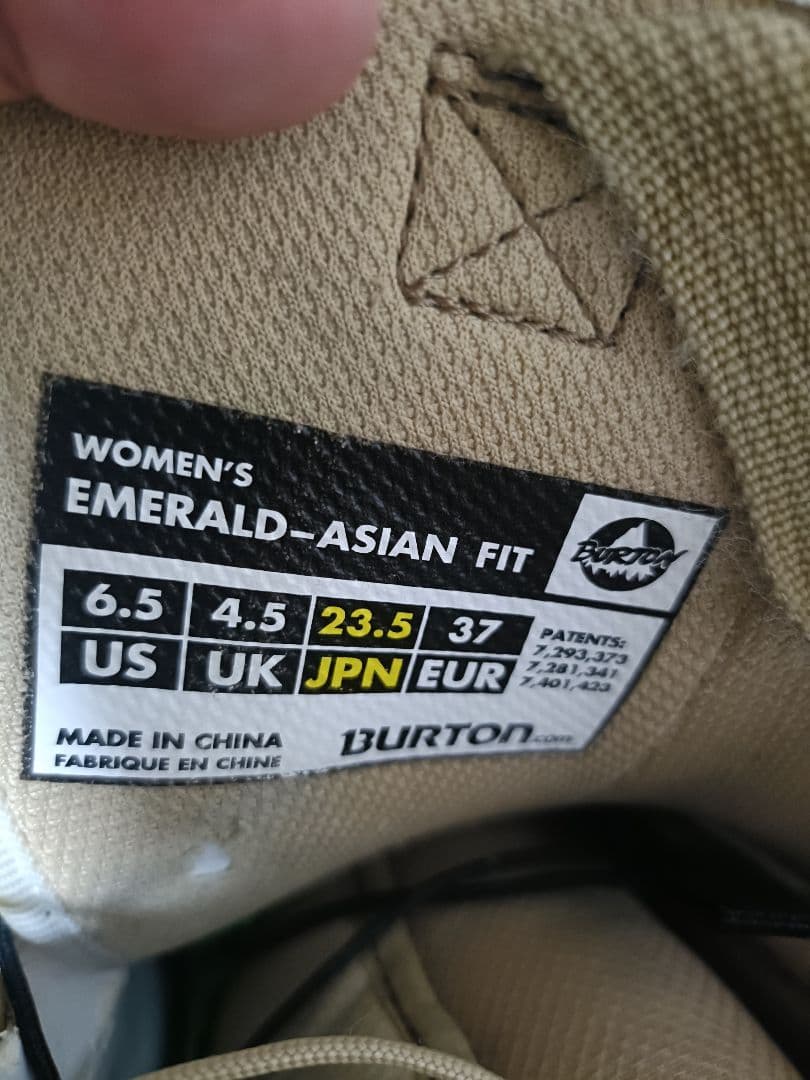 WOMEN'S
EMERALD-ASIAN FIT
BURTON
6.5 4.5 23.5 37
US UK JPN EUR
PATENTS:
7,293,373
7,281,341
7,401,423
MADE IN CHINA
FABRIQUE EN CHINE
BURTON.com